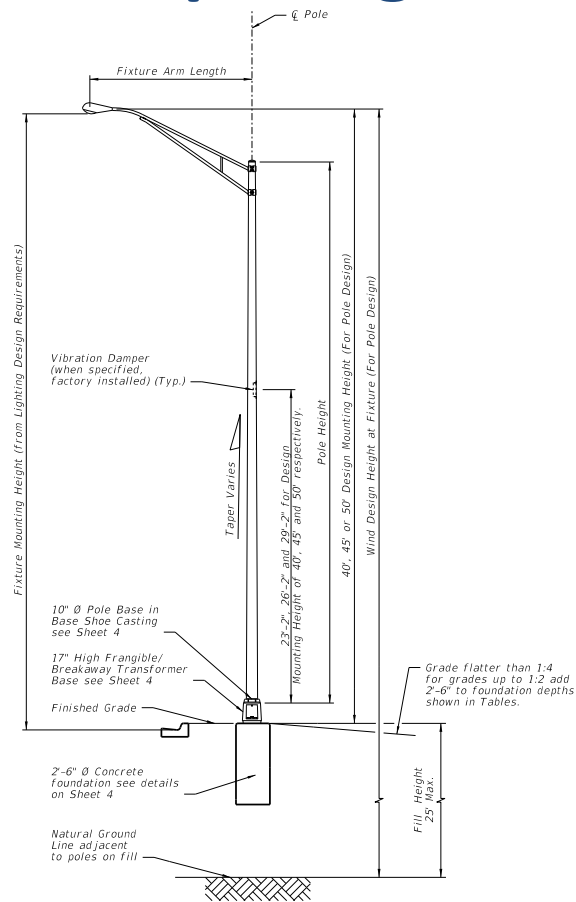 ℄ Pole
Fixture Arm Length
Fixture Mounting Height (from Lighting Design Requirements)
Vibration Damper
(when specified,
factory installed) (Typ.)
Taper Varies
23'-2", 26'-2" and 29'-2" for Design
Mounting Height of 40', 45' and 50' respectively.
Pole Height
40', 45' or 50' Design Mounting Height (For Pole Design)
Wind Design Height at Fixture (For Pole Design)
10" Ø Pole Base in
Base Shoe Casting
see Sheet 4
17" High Frangible/
Breakaway Transformer
Base see Sheet 4
Finished Grade
Grade flatter than 1:4
for grades up to 1:2 add
2'-6" to foundation depths
shown in Tables.
2'-6" Ø Concrete
foundation see details
on Sheet 4
Fill Height
25' Max.
Natural Ground
Line adjacent
to poles on fill